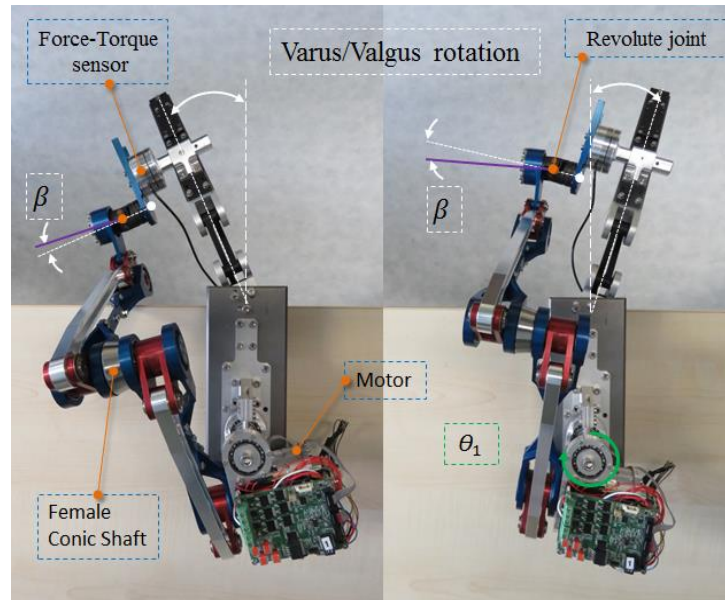 Force-Torque
sensor
Varus/Valgus rotation
Revolute joint
β
β
Motor
θ1
Female
Conic Shaft